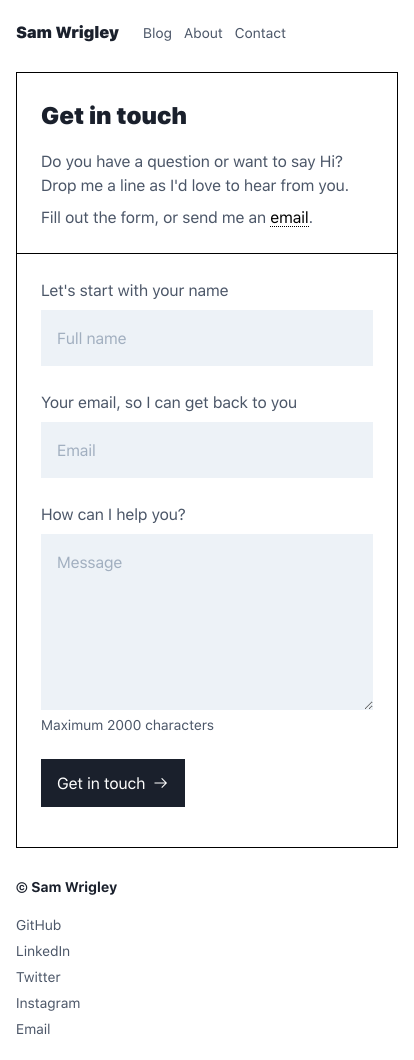 Sam Wrigley Blog About Contact
Get in touch
Do you have a question or want to say Hi?
Drop me a line as I'd love to hear from you.
Fill out the form, or send me an email.
Let's start with your name
Full name
Your email, so I can get back to you
Email
How can I help you?
Message
Maximum 2000 characters
Get in touch →
© Sam Wrigley
GitHub
LinkedIn
Twitter
Instagram
Email